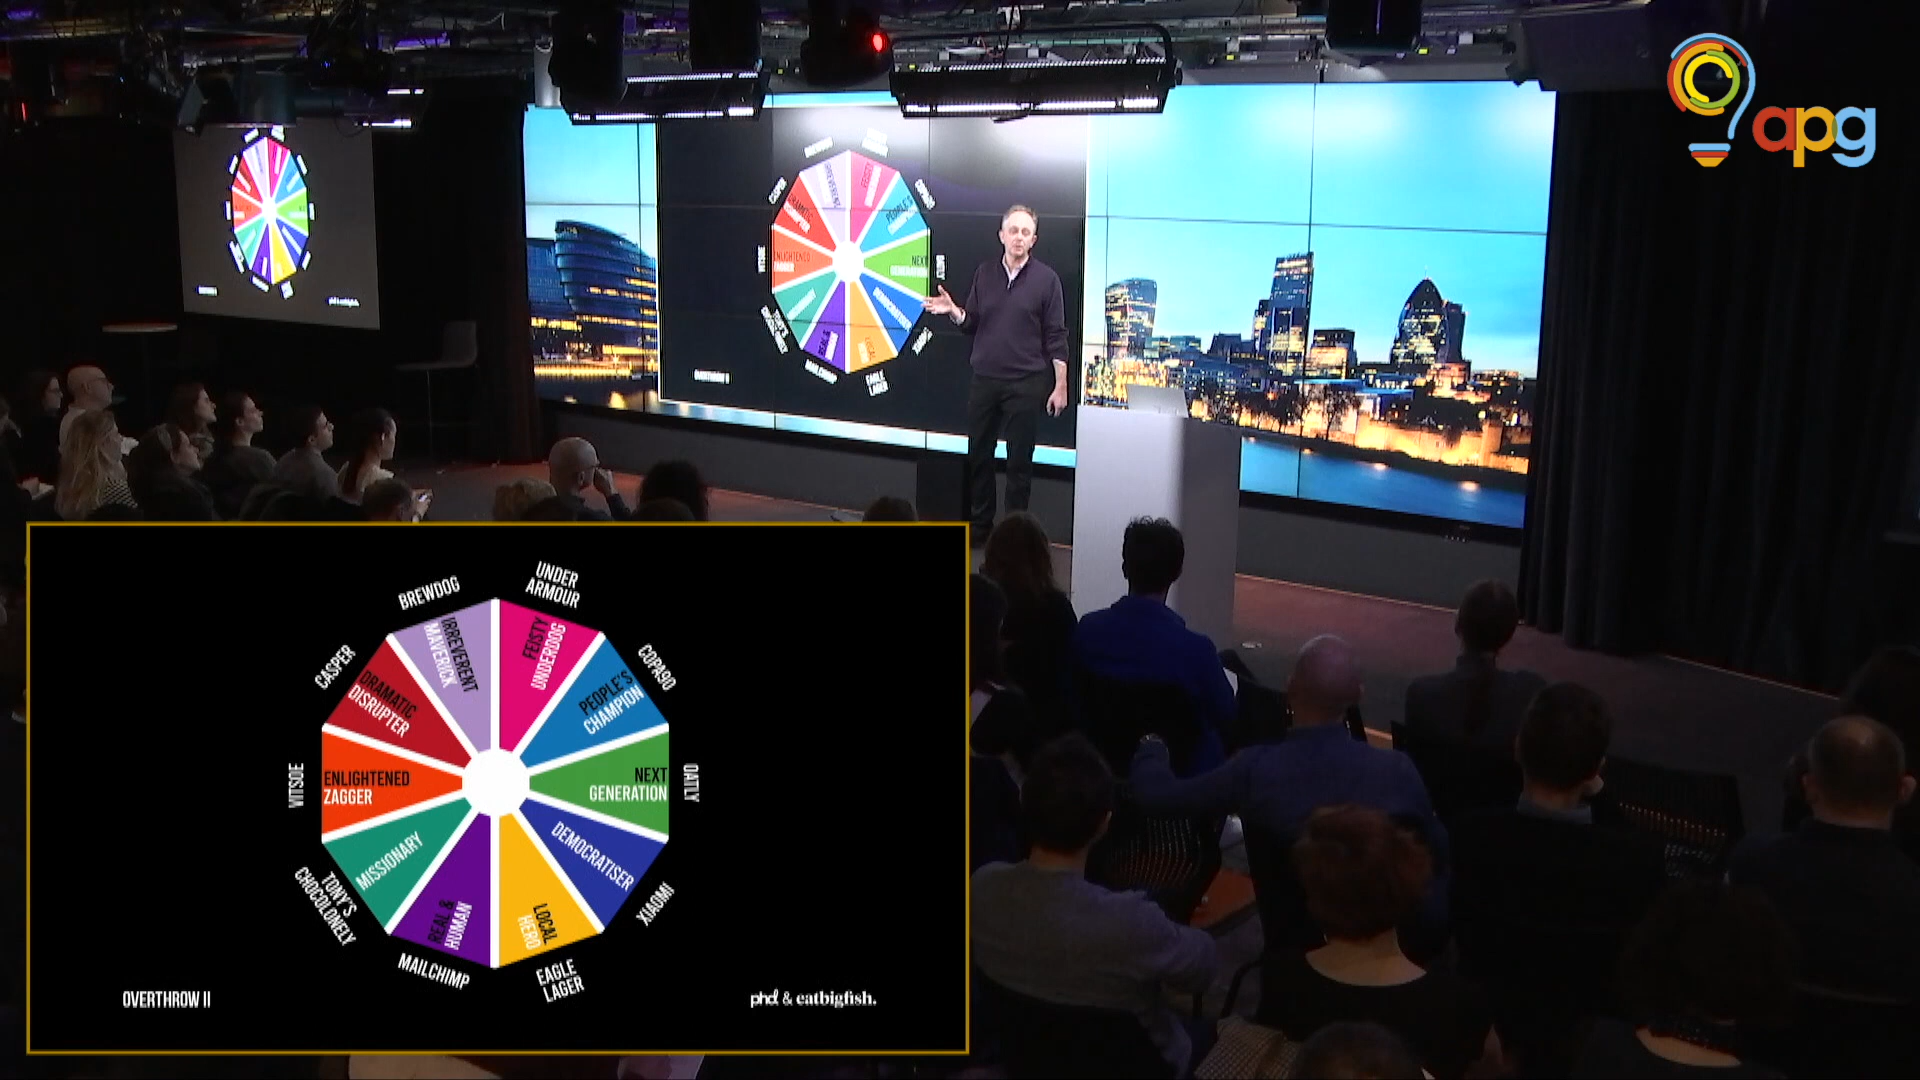 apg
UNDER
ARMOUR
BREWDOG
FEISTY
UNDERDOG
IRREVERENT
MAVERICK
COPA90
CASPER
PEOPLE'S
CHAMPION
DRAMATIC
DISRUPTER
VITSOE
ENLIGHTENED
ZAGGER
NEXT
GENERATION
OATLY
MISSIONARY
DEMOCRATISER
TONY'S
CHOCOLONELY
REAL &
HUMAN
LOCAL
HERO
XIAOMI
MAILCHIMP
EAGLE
LAGER
OVERTHROW II
phd & eatbigfish.